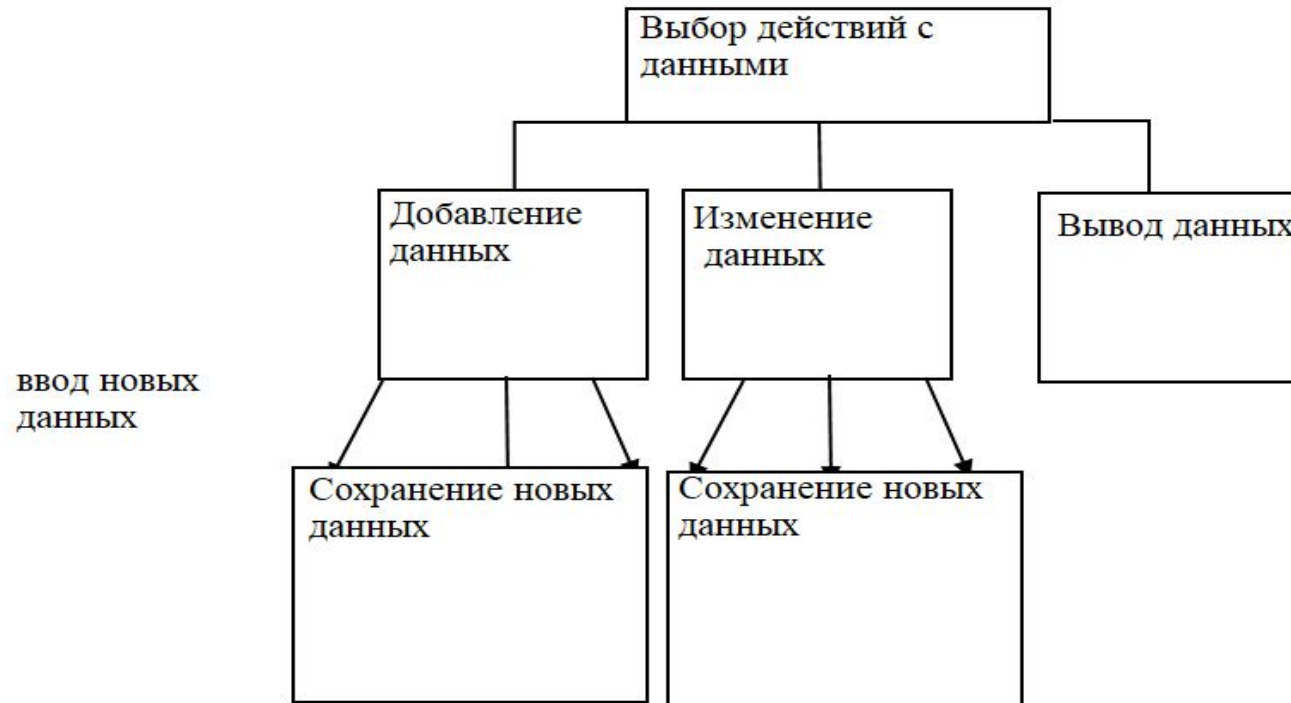 Выбор действий с
данными
Добавление
данных
Изменение
данных
Вывод данных
ввод новых
данных
Сохранение новых
данных
Сохранение новых
данных